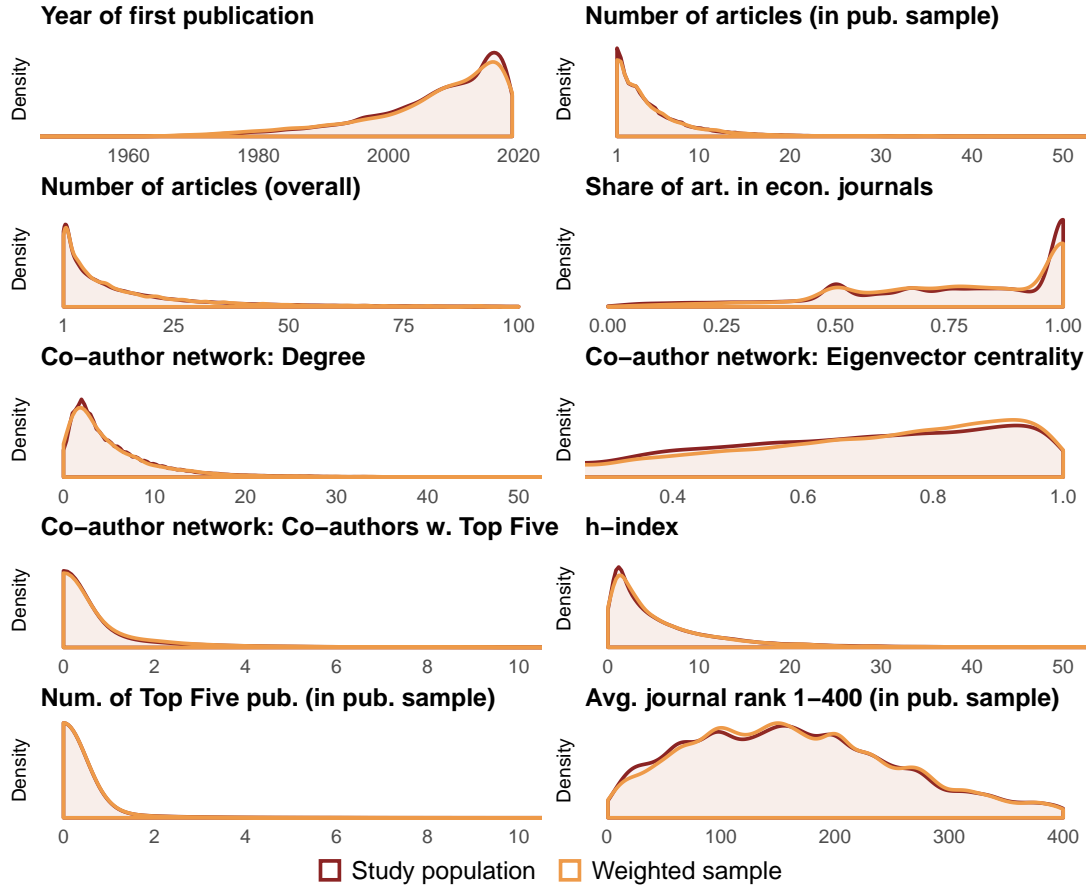 Year of first publication
Density
1960 1980 2000 2020
Number of articles (in pub. sample)
Density
1 10 20 30 40 50
Number of articles (overall)
Density
1 25 50 75 100
Share of art. in econ. journals
Density
0.00 0.25 0.50 0.75 1.00
Co−author network: Degree
Density
0 10 20 30 40 50
Co−author network: Eigenvector centrality
Density
0.4 0.6 0.8 1.0
Co−author network: Co−authors w. Top Five
Density
0 2 4 6 8 10
h−index
Density
0 10 20 30 40 50
Num. of Top Five pub. (in pub. sample)
Density
0 2 4 6 8 10
Avg. journal rank 1−400 (in pub. sample)
Density
0 100 200 300 400
Study population Weighted sample